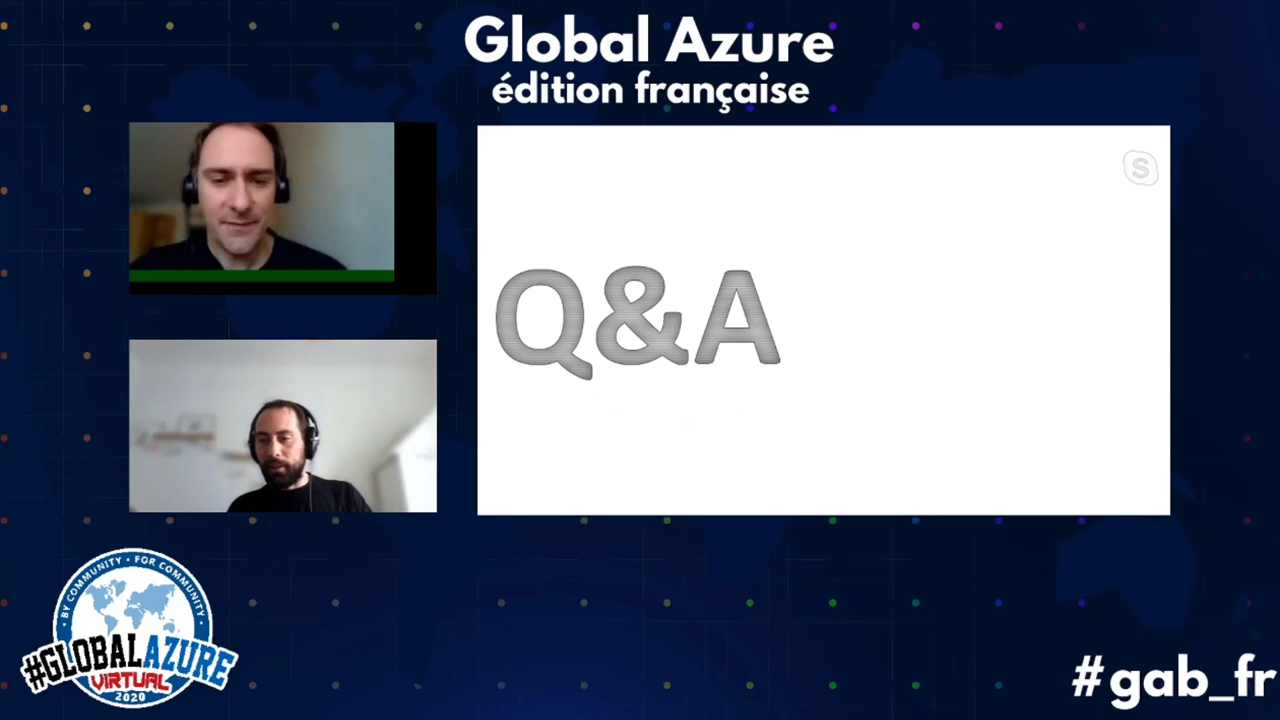 Global Azure
édition française
S
Q&A
BY COMMUNITY • FOR COMMUNITY
#GLOBALAZURE
VIRTUAL
2020
#gab_fr